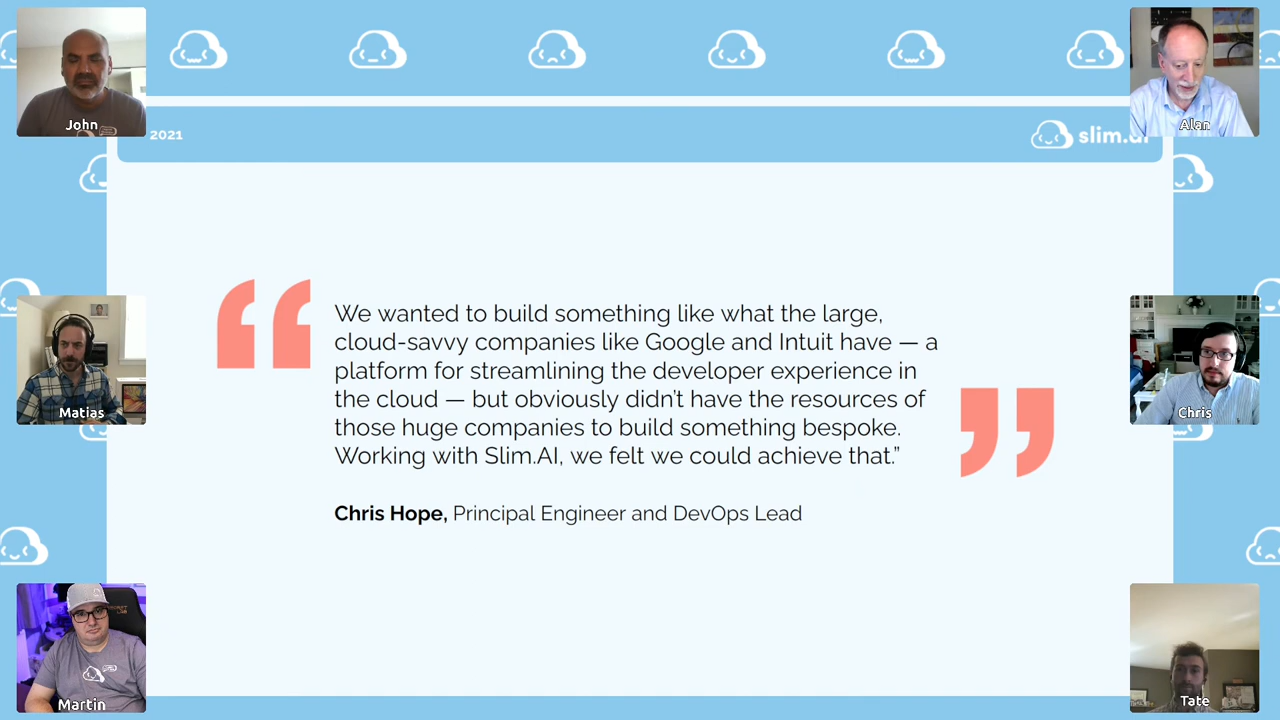 John
2021
slim.ai
Alan
We wanted to build something like what the large,
cloud-savvy companies like Google and Intuit have — a
platform for streamlining the developer experience in
the cloud — but obviously didn't have the resources of
those huge companies to build something bespoke.
Working with Slim.AI, we felt we could achieve that.”
Chris Hope, Principal Engineer and DevOps Lead
Matias
Chris
Martin
Tate